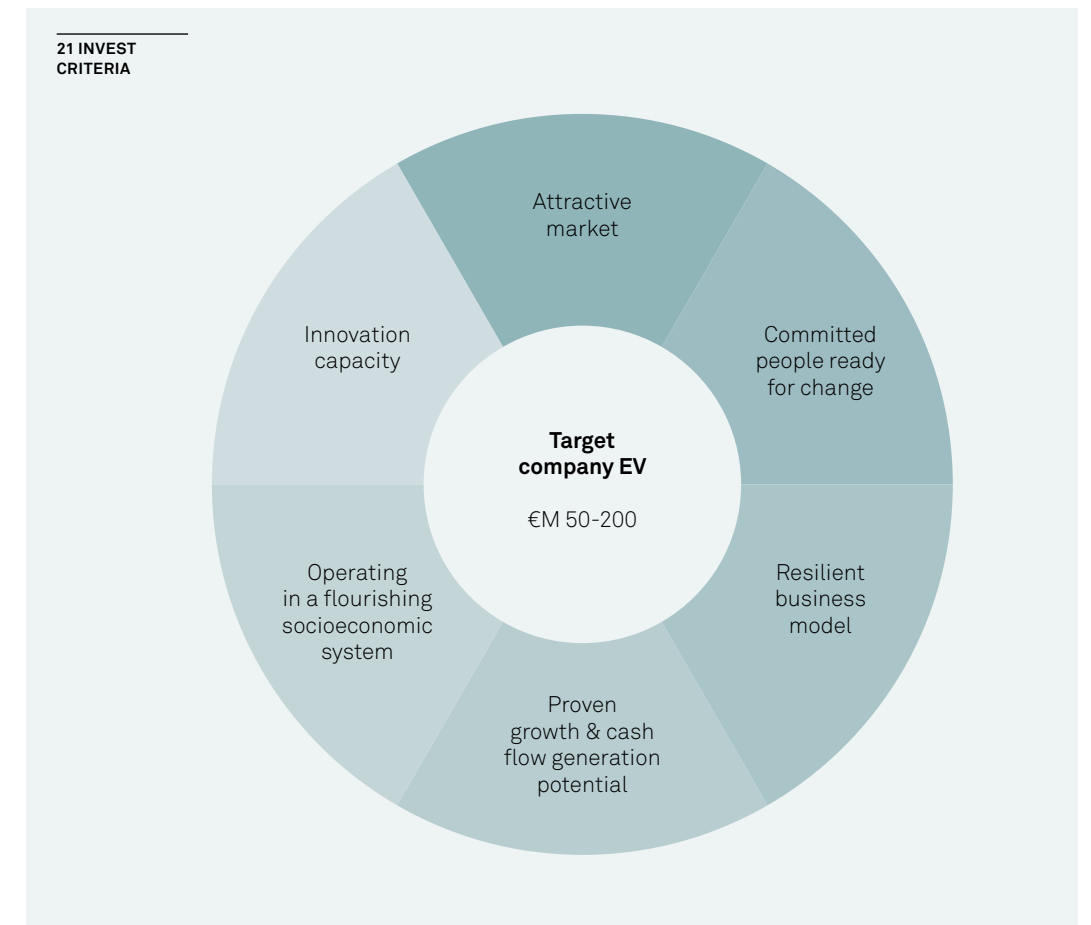 21 INVEST
CRITERIA
Attractive
market
Committed
people ready
for change
Resilient
business
model
Proven
growth & cash
flow generation
potential
Operating
in a flourishing
socioeconomic
system
Innovation
capacity
Target
company EV
€M 50-200